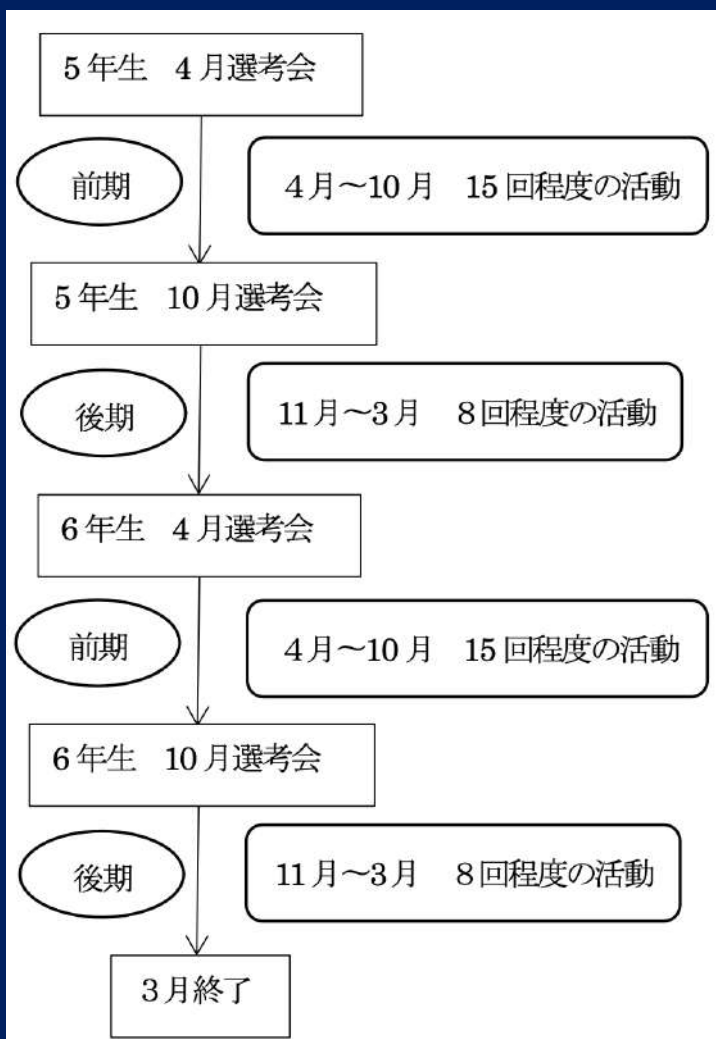 5年生　4月選考会
前期
4月～10月　15回程度の活動
5年生　10月選考会
後期
11月～3月　８回程度の活動
6年生　4月選考会
前期
4月～10月　15回程度の活動
6年生　10月選考会
後期
11月～3月　８回程度の活動
３月終了